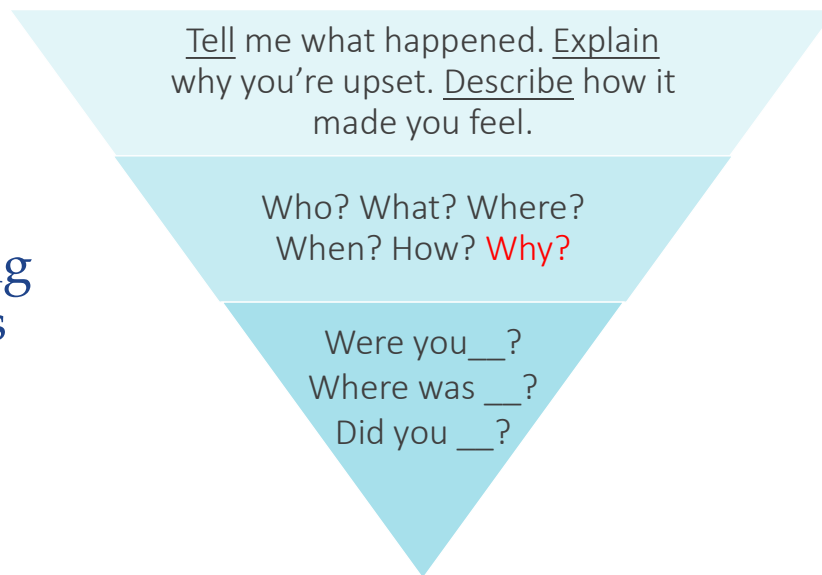 Tell me what happened. Explain
why you’re upset. Describe how it
made you feel.
Who? What? Where?
When? How? Why?
Were you__?
Where was __?
Did you __?